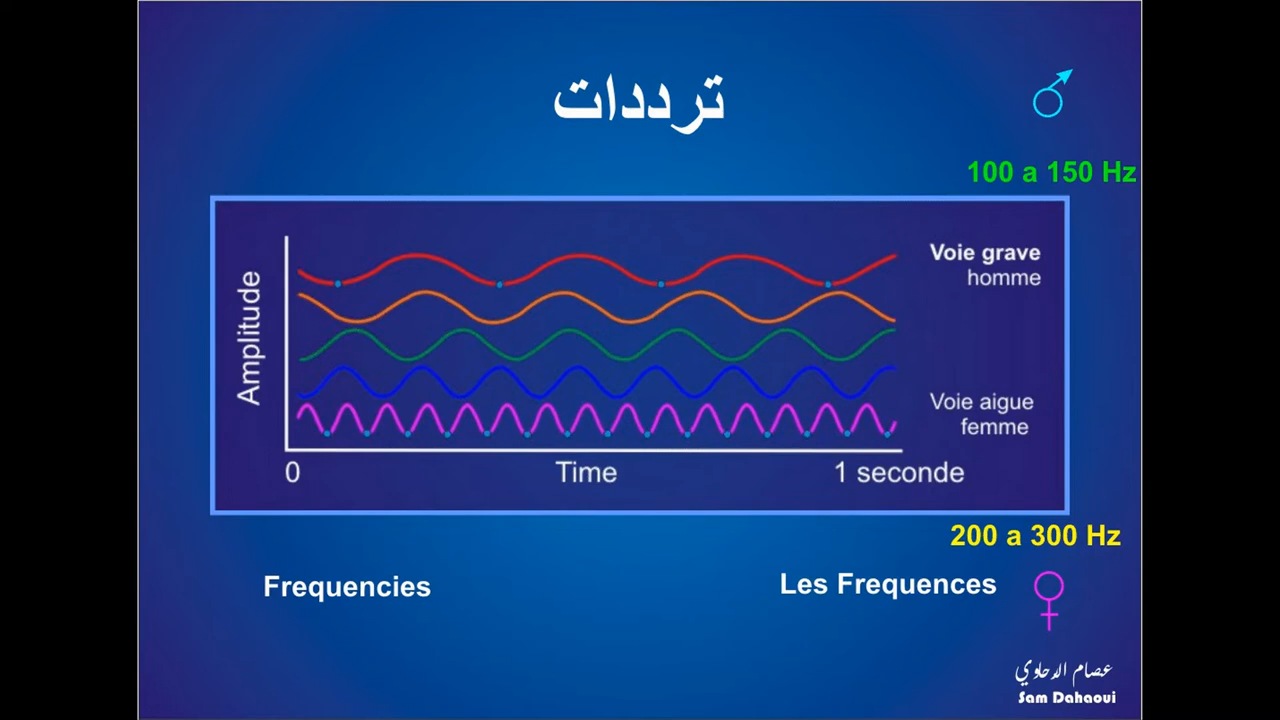 ترددات
100 a 150 Hz
Voie grave
homme
Amplitude
Voie aigue
femme
0 Time 1 seconde
200 a 300 Hz
Frequencies
Les Frequences
عصام الدحاوي
Sam Dahaoui